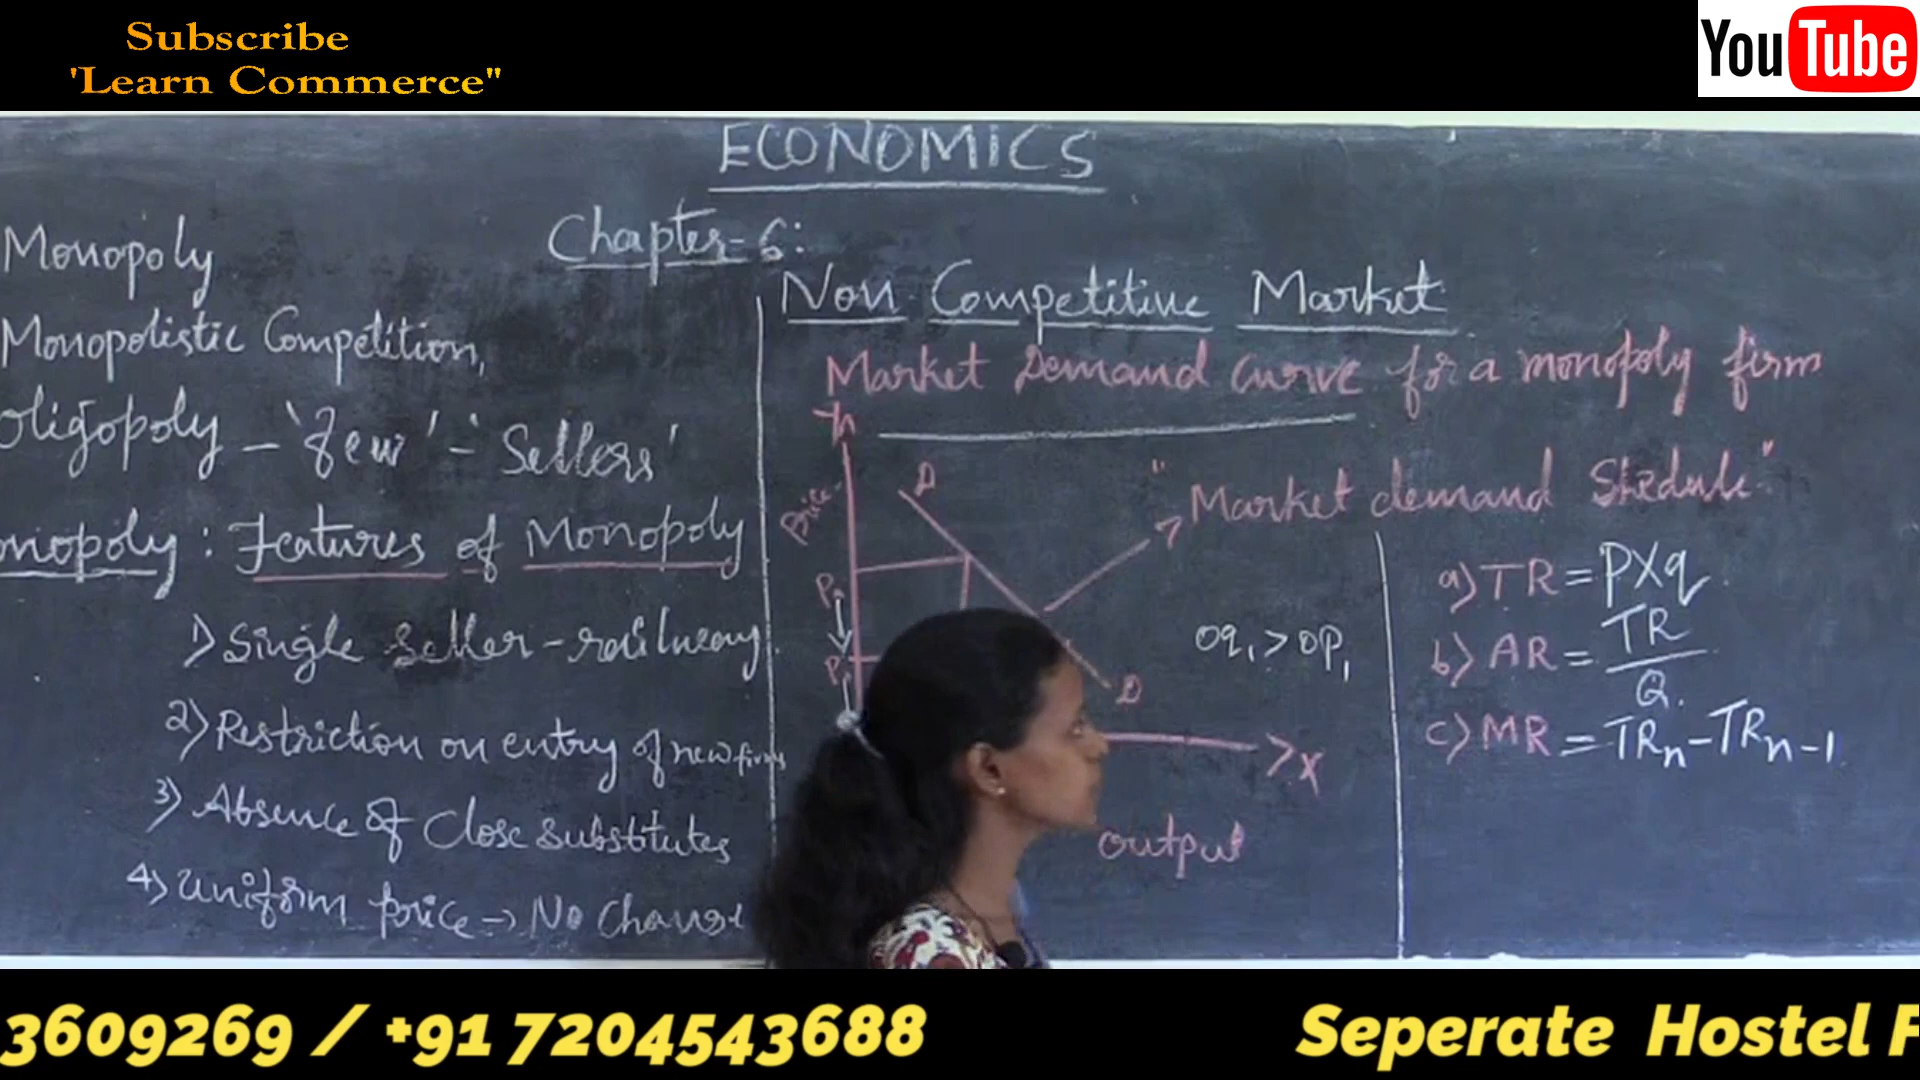 Subscribe
'Learn Commerce"
YouTube
ECONOMICS
Chapter-6:
Non Competitive Market
Monopoly
Monopolistic Competition,
Oligopoly - 'few' - 'Sellers'
onopoly : Features of Monopoly
1) Single Seller - railway.
2) Restriction on entry of new firms
3) Absence of Close substitutes
4) Uniform price → No Change
Market Demand Curve for a monopoly firm
"Market demand Shedule"
Price
D
P
P
D
>x
output
oq₁ > op₁
a) TR = PXq
b) AR = TR
Q.
c) MR = TRn - TRn-1
3609269 / +91 7204543688
Seperate Hostel F